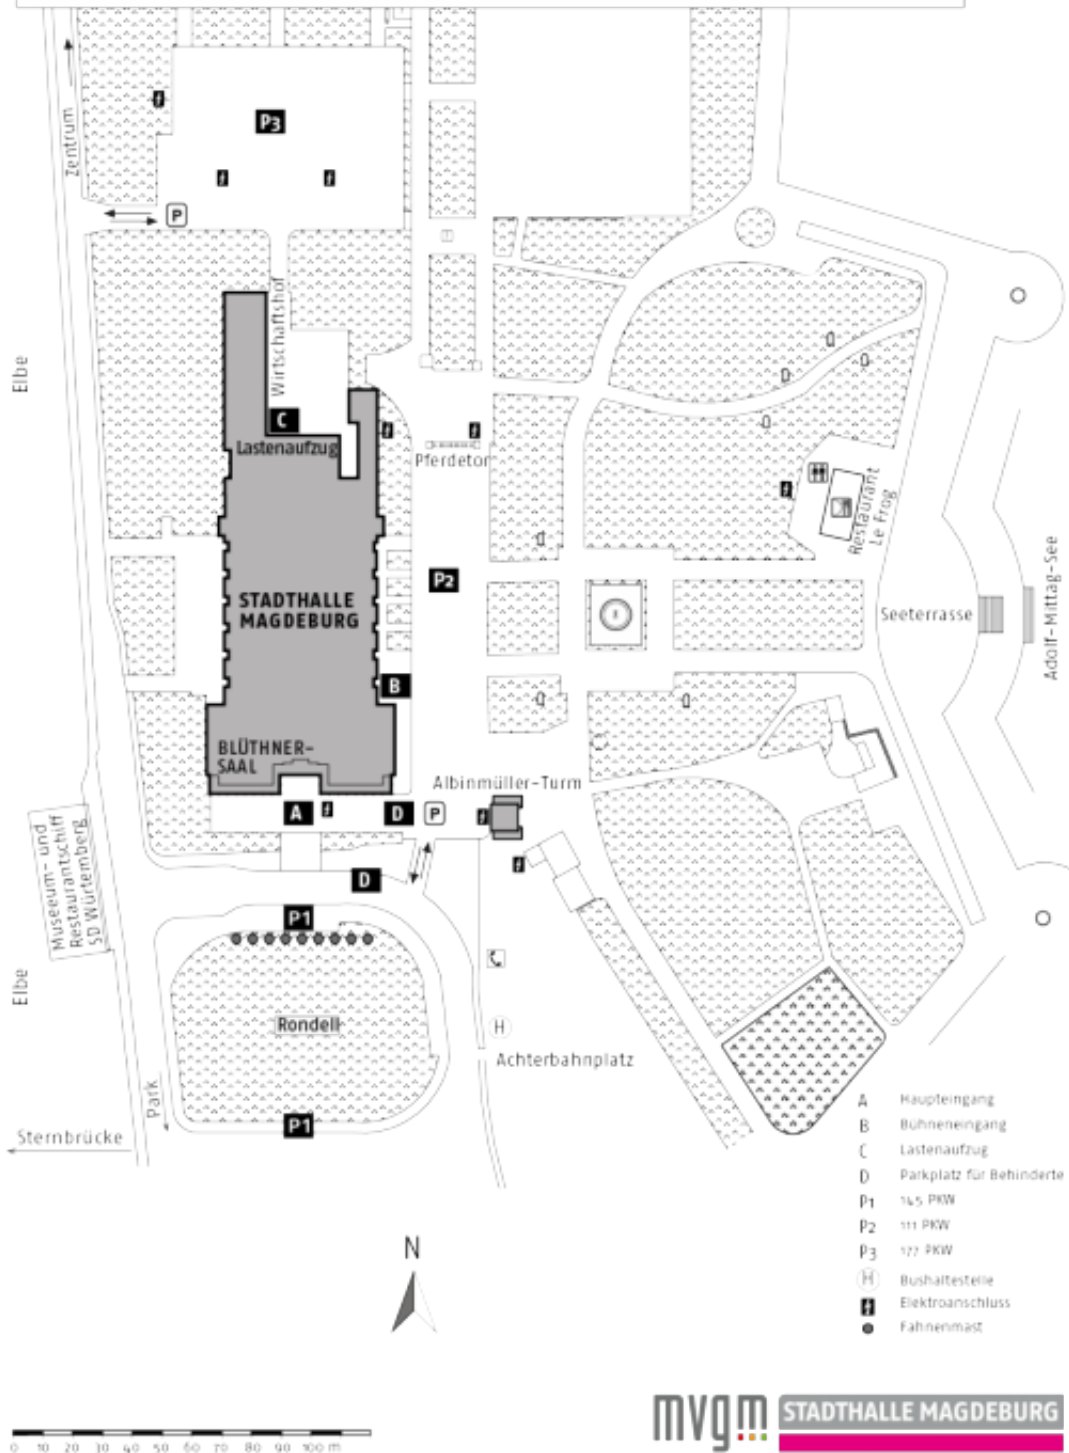 Zentrum
P3
P
Elbe
Wirtschaftshof
C
Lastenaufzug
Pferdetor
Restaurant
Le Frog
STADTHALLE
MAGDEBURG
P2
Seeterrasse
Adolf-Mittag-See
B
BLÜTHNER-
SAAL
Albinmüller-Turm
A
D
P
Museeum- und
Restaurantschiff
SD Würtemberg
D
P1
Elbe
Rondell
H
Achterbahnplatz
Park
P1
Sternbrücke
A Haupteingang
B Bühneneingang
C Lastenaufzug
D Parkplatz für Behinderte
P1 145 PKW
P2 111 PKW
P3 177 PKW
H Bushaltestelle
Elektroanschluss
Fahnenmast
N
0 10 20 30 40 50 60 70 80 90 100 m
mvgm STADTHALLE MAGDEBURG